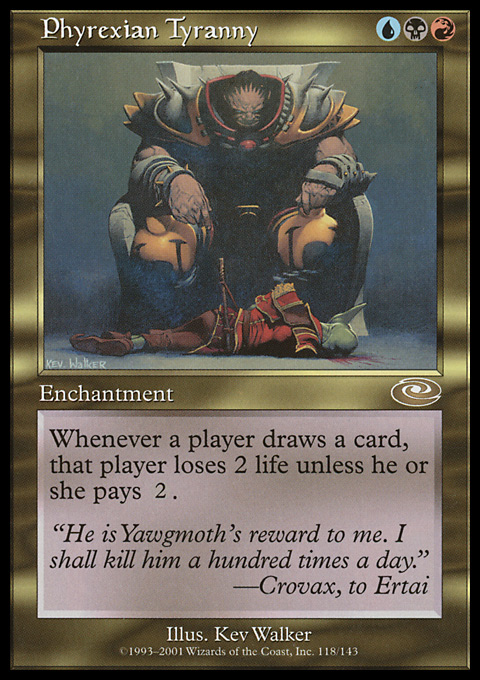 Phyrexian Tyranny
KEV WALKER
Enchantment
Whenever a player draws a card,
that player loses 2 life unless he or
she pays 2.
“He is Yawgmoth’s reward to me. I
shall kill him a hundred times a day.”
—Crovax, to Ertai
Illus. Kev Walker
©1993–2001 Wizards of the Coast, Inc. 118/143